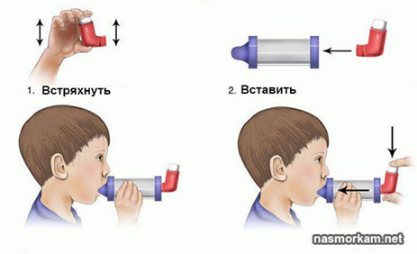 1. Встряхнуть
2. Вставить
nasmorkam.net